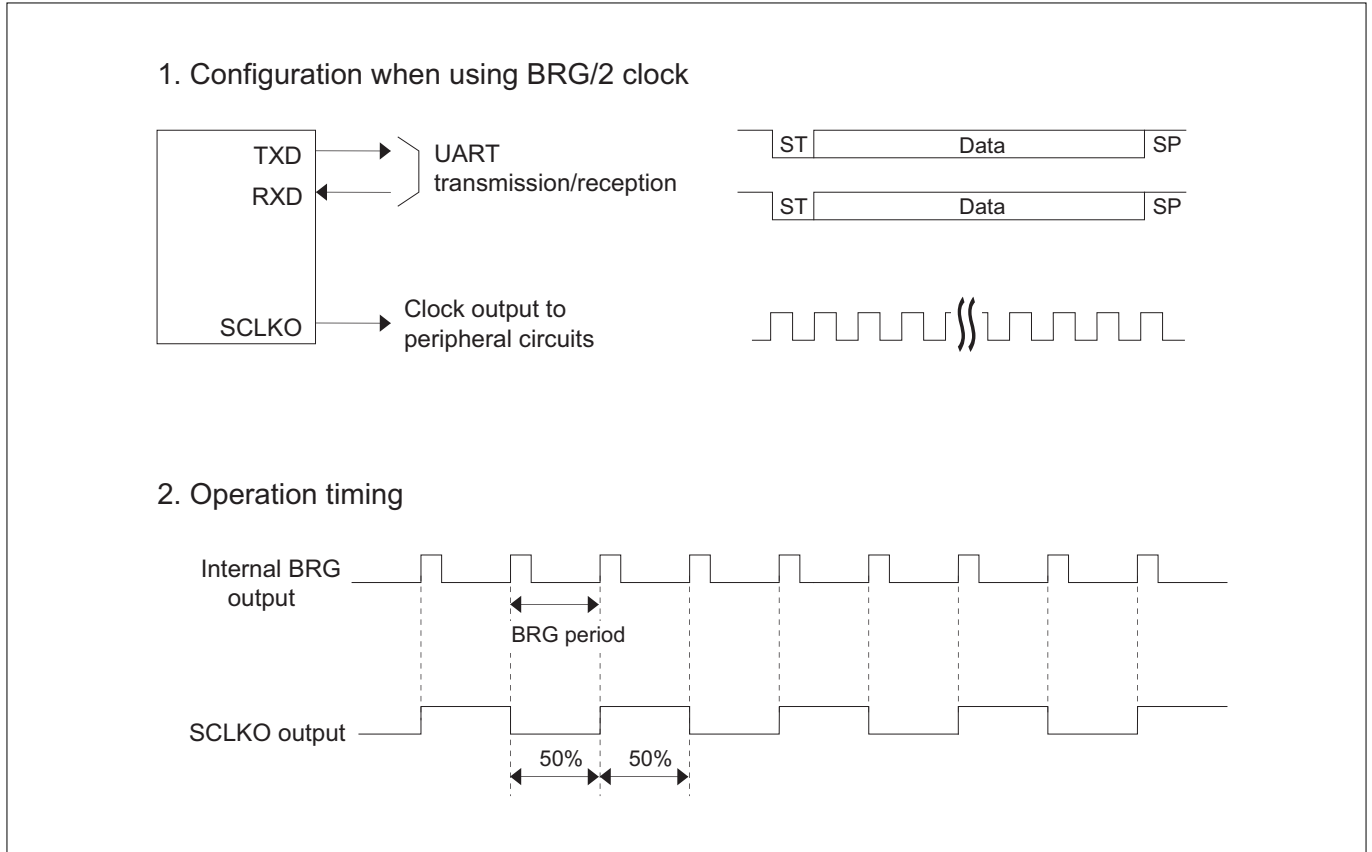 1. Configuration when using BRG/2 clock
TXD
RXD
UART
transmission/reception
ST Data SP
ST Data SP
SCLKO
Clock output to
peripheral circuits
2. Operation timing
Internal BRG
output
BRG period
SCLKO output
50% 50%